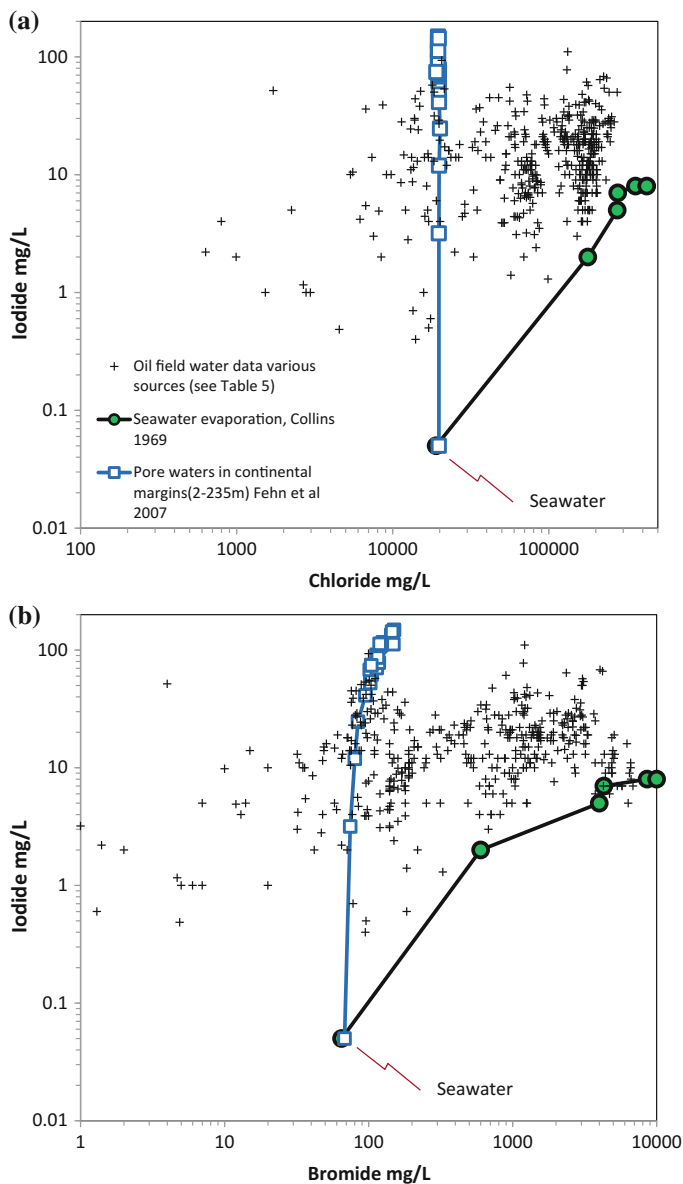 (a)
100
10
1
0.1
0.01
Iodide mg/L
Oil field water data various
sources (see Table 5)
Seawater evaporation, Collins
1969
Pore waters in continental
margins(2-235m) Fehn et al
2007
Seawater
100
1000
10000
100000
Chloride mg/L
(b)
100
10
1
0.1
0.01
Iodide mg/L
Seawater
1
10
100
1000
10000
Bromide mg/L